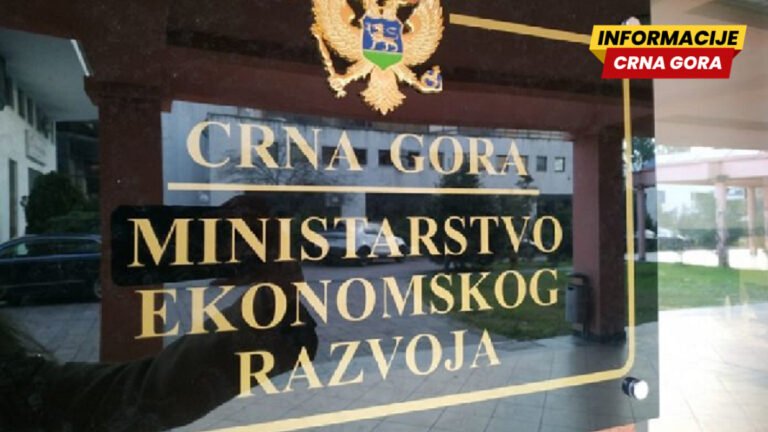 INFORMACIJE
CRNA GORA
CRNA GORA
MINISTARSTVO
EKONOMSKOG
RAZVOJA